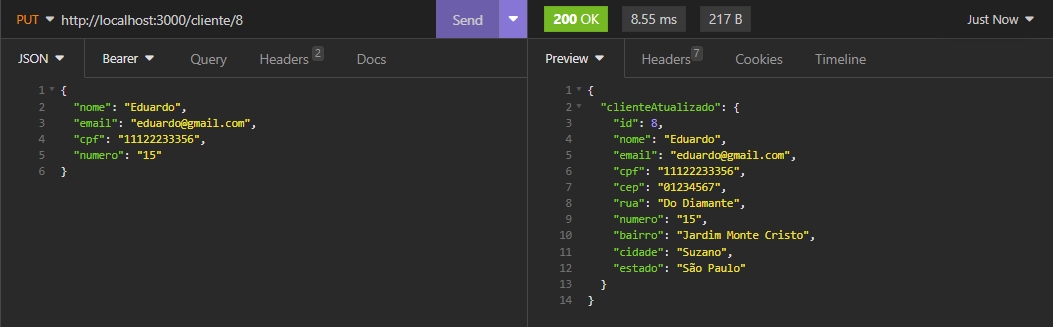 PUT http://localhost:3000/cliente/8 Send 200 OK 8.55 ms 217 B Just Now
JSON Bearer Query Headers 2 Docs
Preview Headers 7 Cookies Timeline
1 {
2 "nome": "Eduardo",
3 "email": "eduardo@gmail.com",
4 "cpf": "11122233356",
5 "numero": "15"
6 }
1 {
2 "clienteAtualizado": {
3 "id": 8,
4 "nome": "Eduardo",
5 "email": "eduardo@gmail.com",
6 "cpf": "11122233356",
7 "cep": "01234567",
8 "rua": "Do Diamante",
9 "numero": "15",
10 "bairro": "Jardim Monte Cristo",
11 "cidade": "Suzano",
12 "estado": "São Paulo"
13 }
14 }